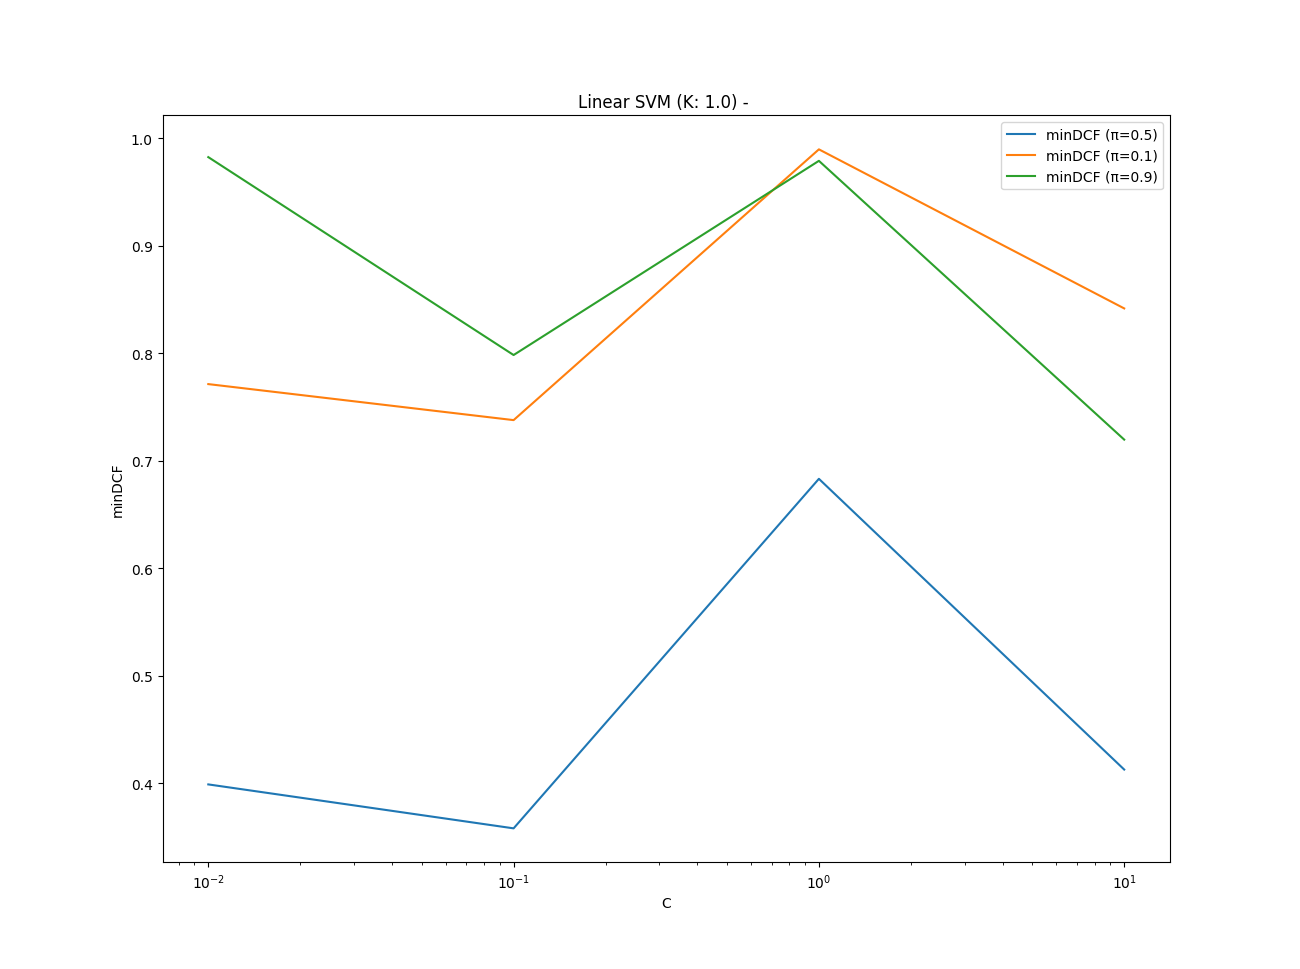 Linear SVM (K: 1.0) -
minDCF (π=0.5)
minDCF (π=0.1)
minDCF (π=0.9)
1.0
0.9
0.8
0.7
0.6
0.5
0.4
minDCF
10⁻² 10⁻¹ 10⁰ 10¹
C